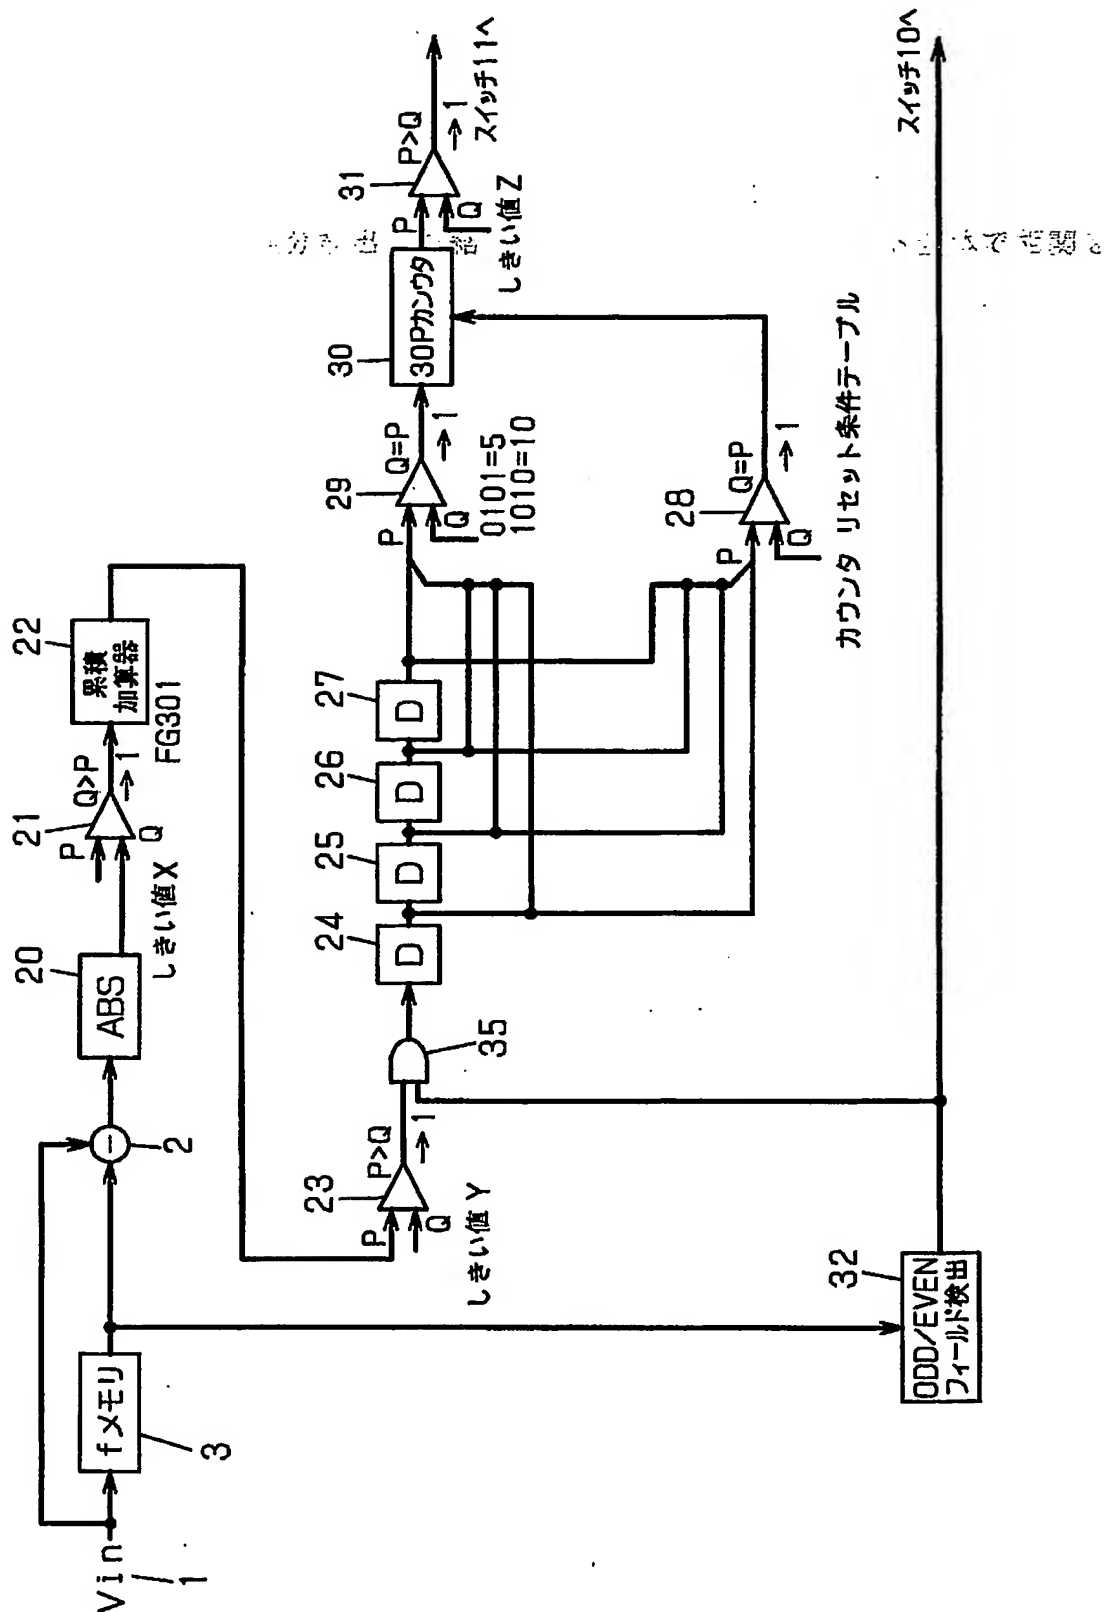 Vin
1
fメモリ
3
2
ABS
20
しきい値X
P
Q
21
Q>P
→1
累積
加算器
22
FG301
P
Q
しきい値Y
23
P>Q
→1
35
D
24
D
25
D
26
D
27
P
Q
29
Q=P
→1
0101=5
1010=10
30Pカンウタ
30
P
Q
しきい値Z
31
P>Q
→1
スイッチ11へ
P
Q
28
Q=P
→1
カウンタ リセット条件テーブル
ODD/EVEN
フィールド検出
32
スイッチ10へ